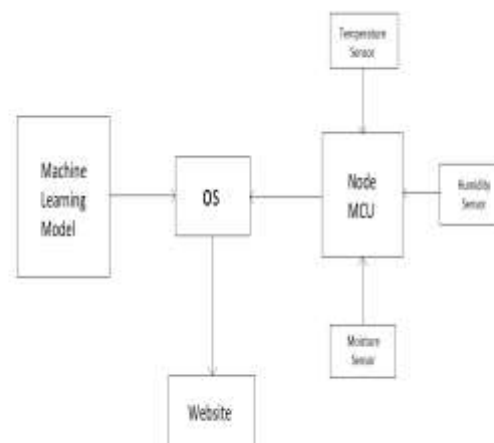 Temperature
Sensor
Machine
Learning
Model
OS
Node
MCU
Humidity
Sensor
Moisture
Sensor
Website